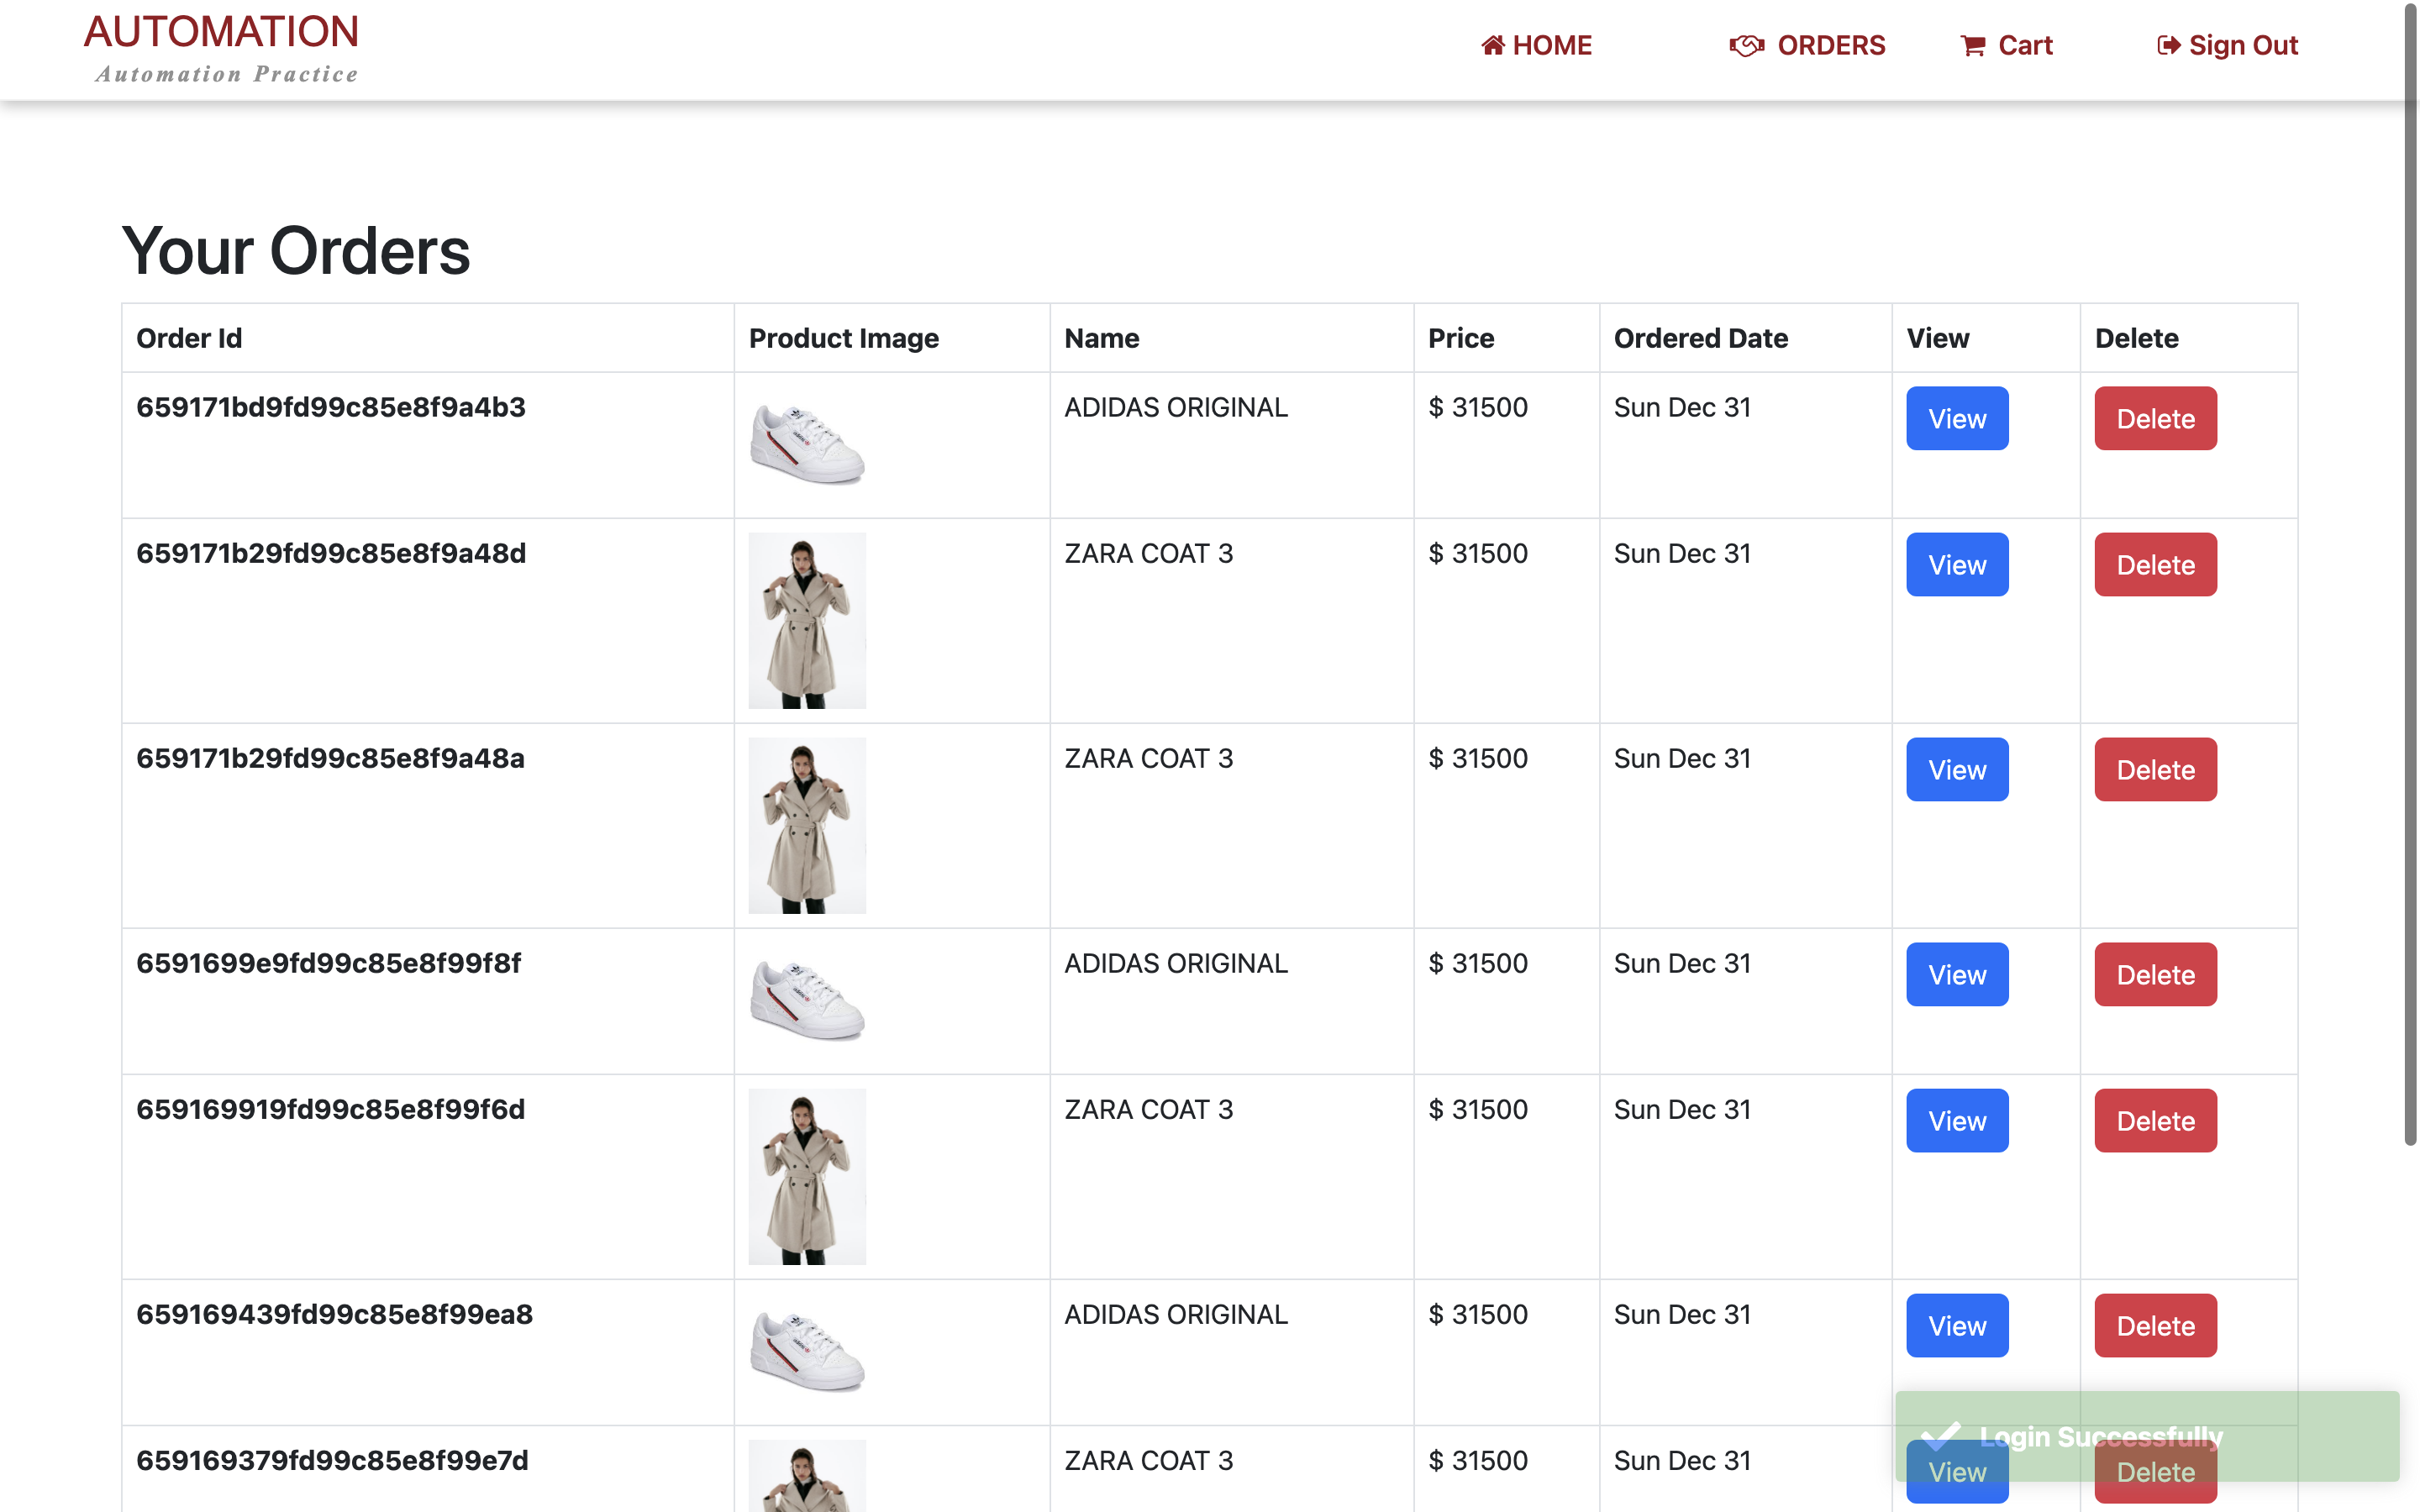 AUTOMATION
Automation Practice
HOME ORDERS Cart Sign Out
Your Orders
Order Id Product Image Name Price Ordered Date View Delete
659171bd9fd99c85e8f9a4b3 ADIDAS ORIGINAL $ 31500 Sun Dec 31 View Delete
659171b29fd99c85e8f9a48d ZARA COAT 3 $ 31500 Sun Dec 31 View Delete
659171b29fd99c85e8f9a48a ZARA COAT 3 $ 31500 Sun Dec 31 View Delete
6591699e9fd99c85e8f99f8f ADIDAS ORIGINAL $ 31500 Sun Dec 31 View Delete
659169919fd99c85e8f99f6d ZARA COAT 3 $ 31500 Sun Dec 31 View Delete
659169439fd99c85e8f99ea8 ADIDAS ORIGINAL $ 31500 Sun Dec 31 View Delete
Login Successfully
659169379fd99c85e8f99e7d ZARA COAT 3 $ 31500 Sun Dec 31 View Delete